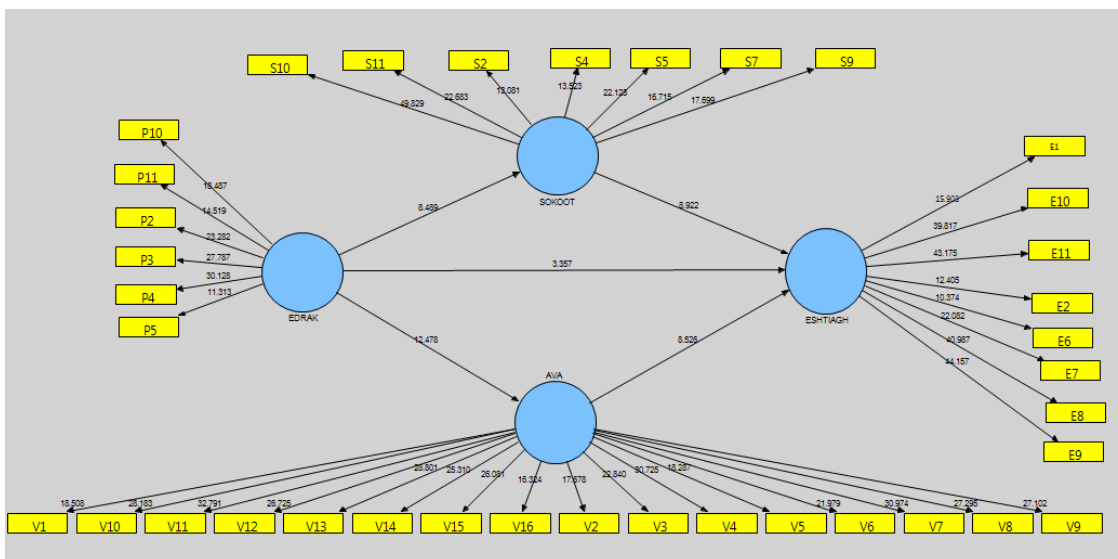 S10
S11
S2
S4
S5
S7
S9
49.829
22.683
13.081
13.523
22.128
16.715
17.699
SOKOOT
P10
P11
P2
P3
P4
P5
18.487
14.519
23.282
27.787
30.128
11.313
EDRAK
8.489
8.922
3.357
12.478
8.526
E1
E10
E11
E2
E6
E7
E8
E9
15.903
39.817
43.175
12.405
10.374
22.082
40.987
44.157
ESHTIAGH
AVA
18.508
28.183
32.791
26.725
28.801
25.310
26.081
16.324
17.578
22.840
30.725
18.287
21.979
30.974
27.295
27.102
V1
V10
V11
V12
V13
V14
V15
V16
V2
V3
V4
V5
V6
V7
V8
V9